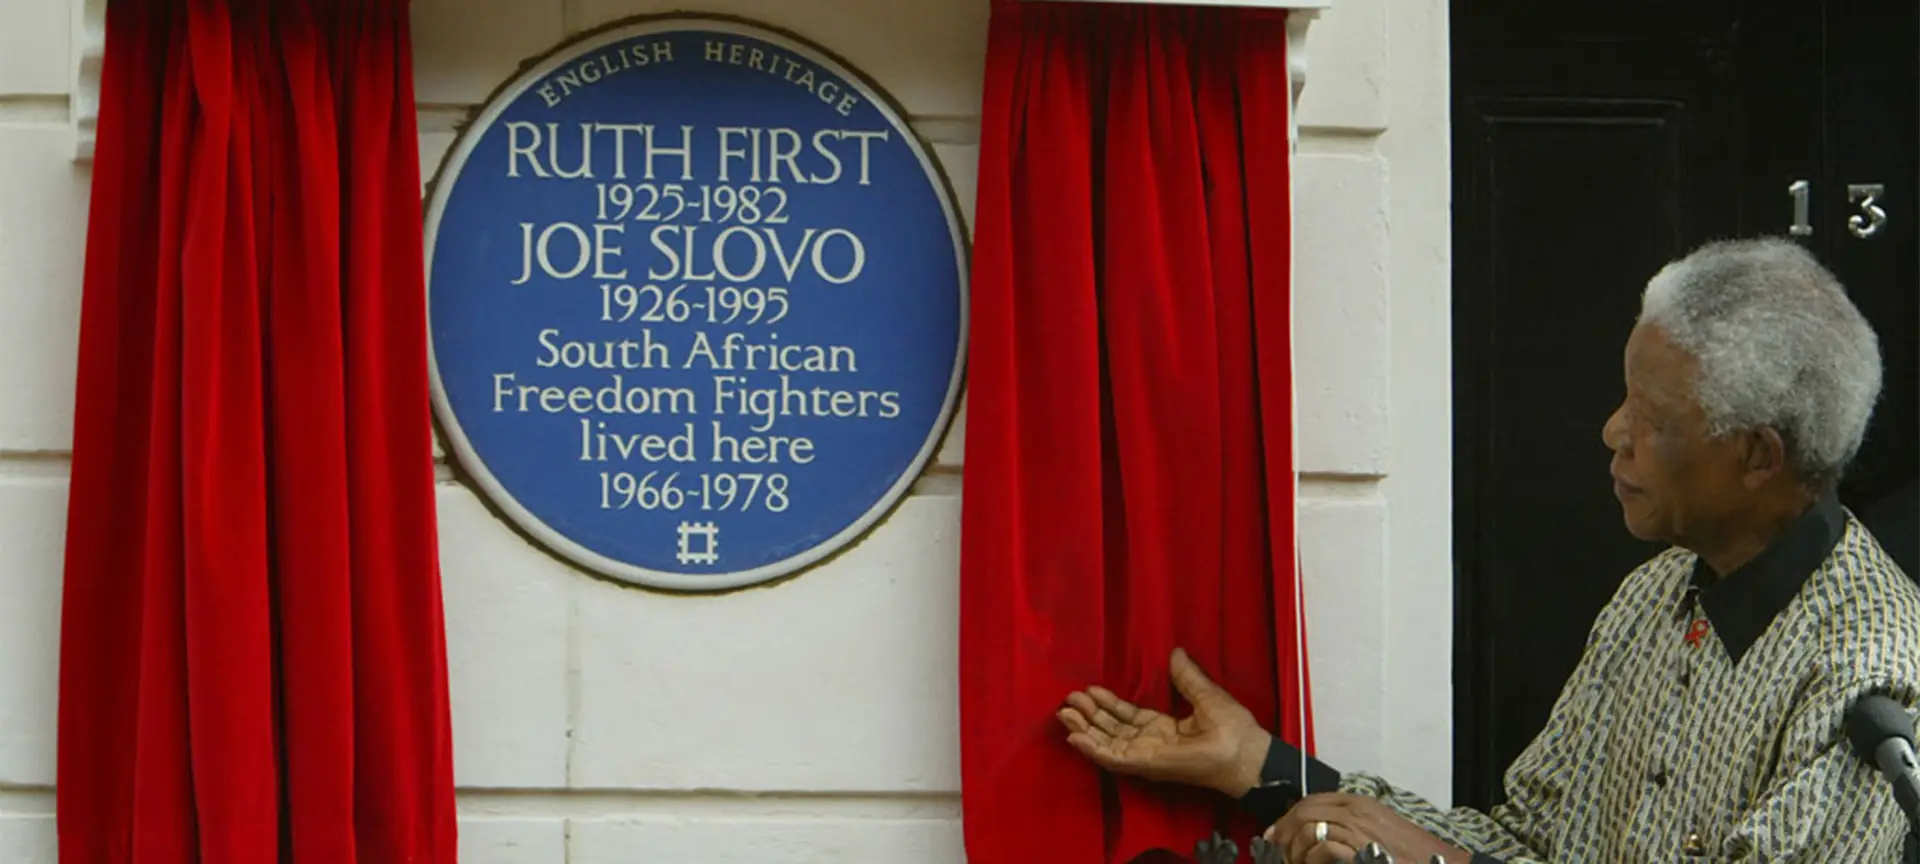 ENGLISH HERITAGE
RUTH FIRST
1925-1982
JOE SLOVO
1926-1995
South African
Freedom Fighters
lived here
1966-1978
13